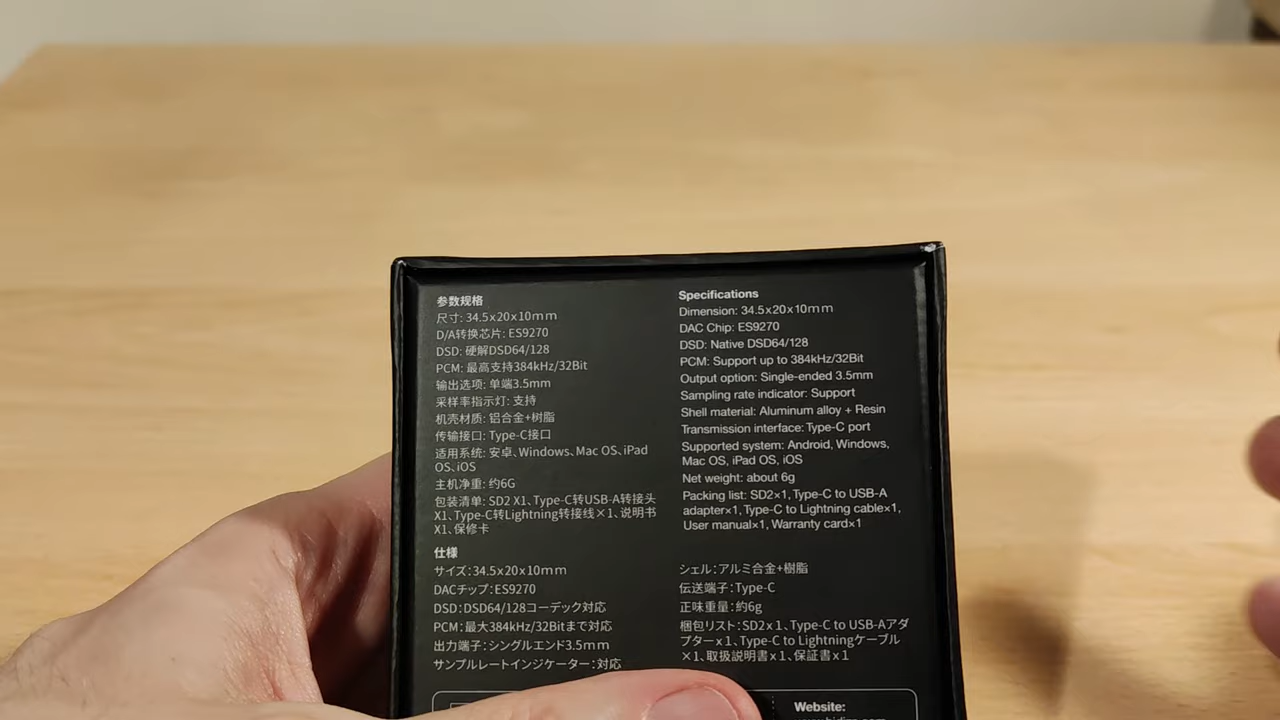 参数规格
尺寸: 34.5x20x10mm
D/A转换芯片: ES9270
DSD: 硬解DSD64/128
PCM: 最高支持384kHz/32Bit
输出选项: 单端3.5mm
采样率指示灯: 支持
机壳材质: 铝合金+树脂
传输接口: Type-C接口
适用系统: 安卓、Windows、Mac OS、iPad
OS、iOS
主机净重: 约6G
包装清单: SD2 X1、Type-C转USB-A转接头
X1、Type-C转Lightning转接线×1、说明书
X1、保修卡
Specifications
Dimension: 34.5x20x10mm
DAC Chip: ES9270
DSD: Native DSD64/128
PCM: Support up to 384kHz/32Bit
Output option: Single-ended 3.5mm
Sampling rate indicator: Support
Shell material: Aluminum alloy + Resin
Transmission interface: Type-C port
Supported system: Android, Windows,
Mac OS, iPad OS, iOS
Net weight: about 6g
Packing list: SD2×1, Type-C to USB-A
adapter×1, Type-C to Lightning cable×1,
User manual×1, Warranty card×1
仕様
サイズ: 34.5x20x10mm
DACチップ: ES9270
DSD: DSD64/128コーデック対応
PCM: 最大384kHz/32Bitまで対応
出力端子: シングルエンド3.5mm
サンプルレートインジケーター: 対応
シェル: アルミ合金+樹脂
伝送端子: Type-C
正味重量: 約6g
梱包リスト: SD2x1、Type-C to USB-Aアダ
プターx1、Type-C to Lightningケーブル
×1、取扱説明書x1、保証書x1
Website: